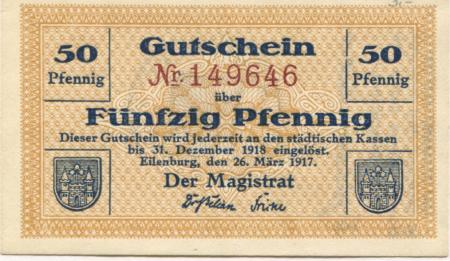 3.-
50 Gutschein 50
Pfennig Nr. 149646 Pfennig
über
Fünfzig Pfennig
Dieser Gutschein wird jederzeit an den städtischen Kassen
bis 31. Dezember 1918 eingelöst.
Eilenburg, den 26. März 1917.
Der Magistrat